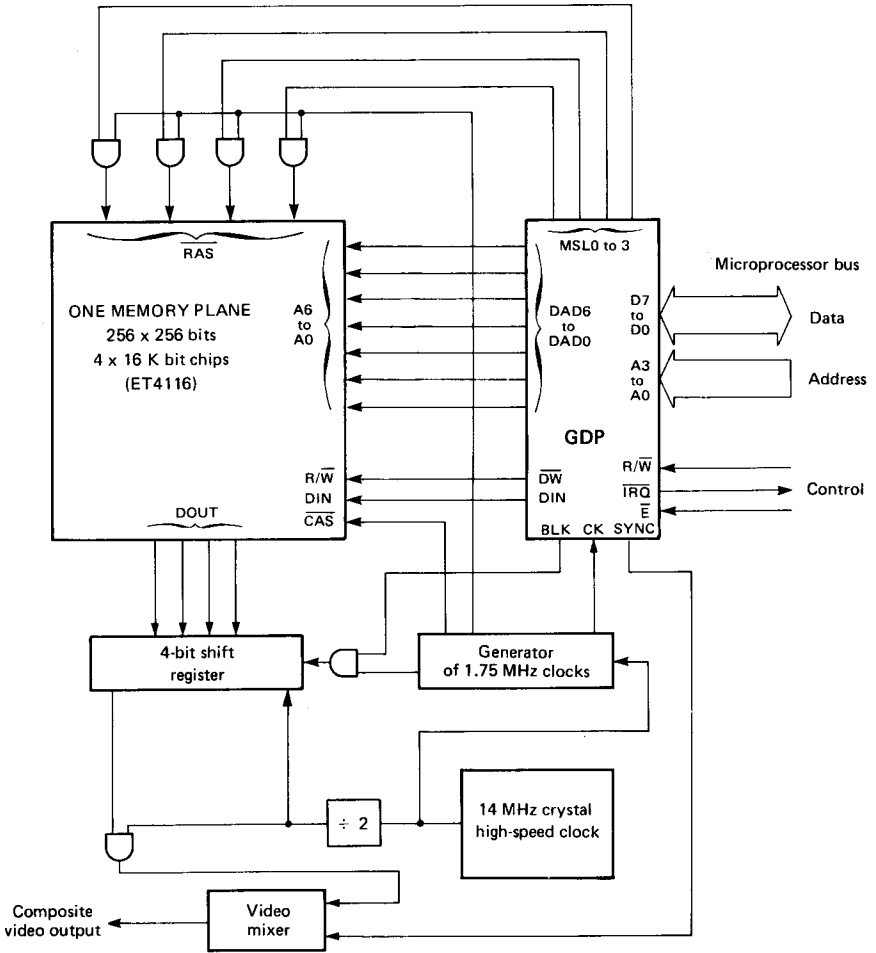 MSL0 to 3
RAS
Microprocessor bus
ONE MEMORY PLANE
256 x 256 bits
4 x 16 K bit chips
(ET4116)
A6
to
A0
DAD6
to
DAD0
D7
to
D0
Data
A3
to
A0
Address
GDP
R/W
DIN
CAS
DW
DIN
R/W
IRQ
E
Control
DOUT
BLK CK SYNC
4-bit shift
register
Generator
of 1.75 MHz clocks
÷ 2
14 MHz crystal
high-speed clock
Composite
video output
Video
mixer